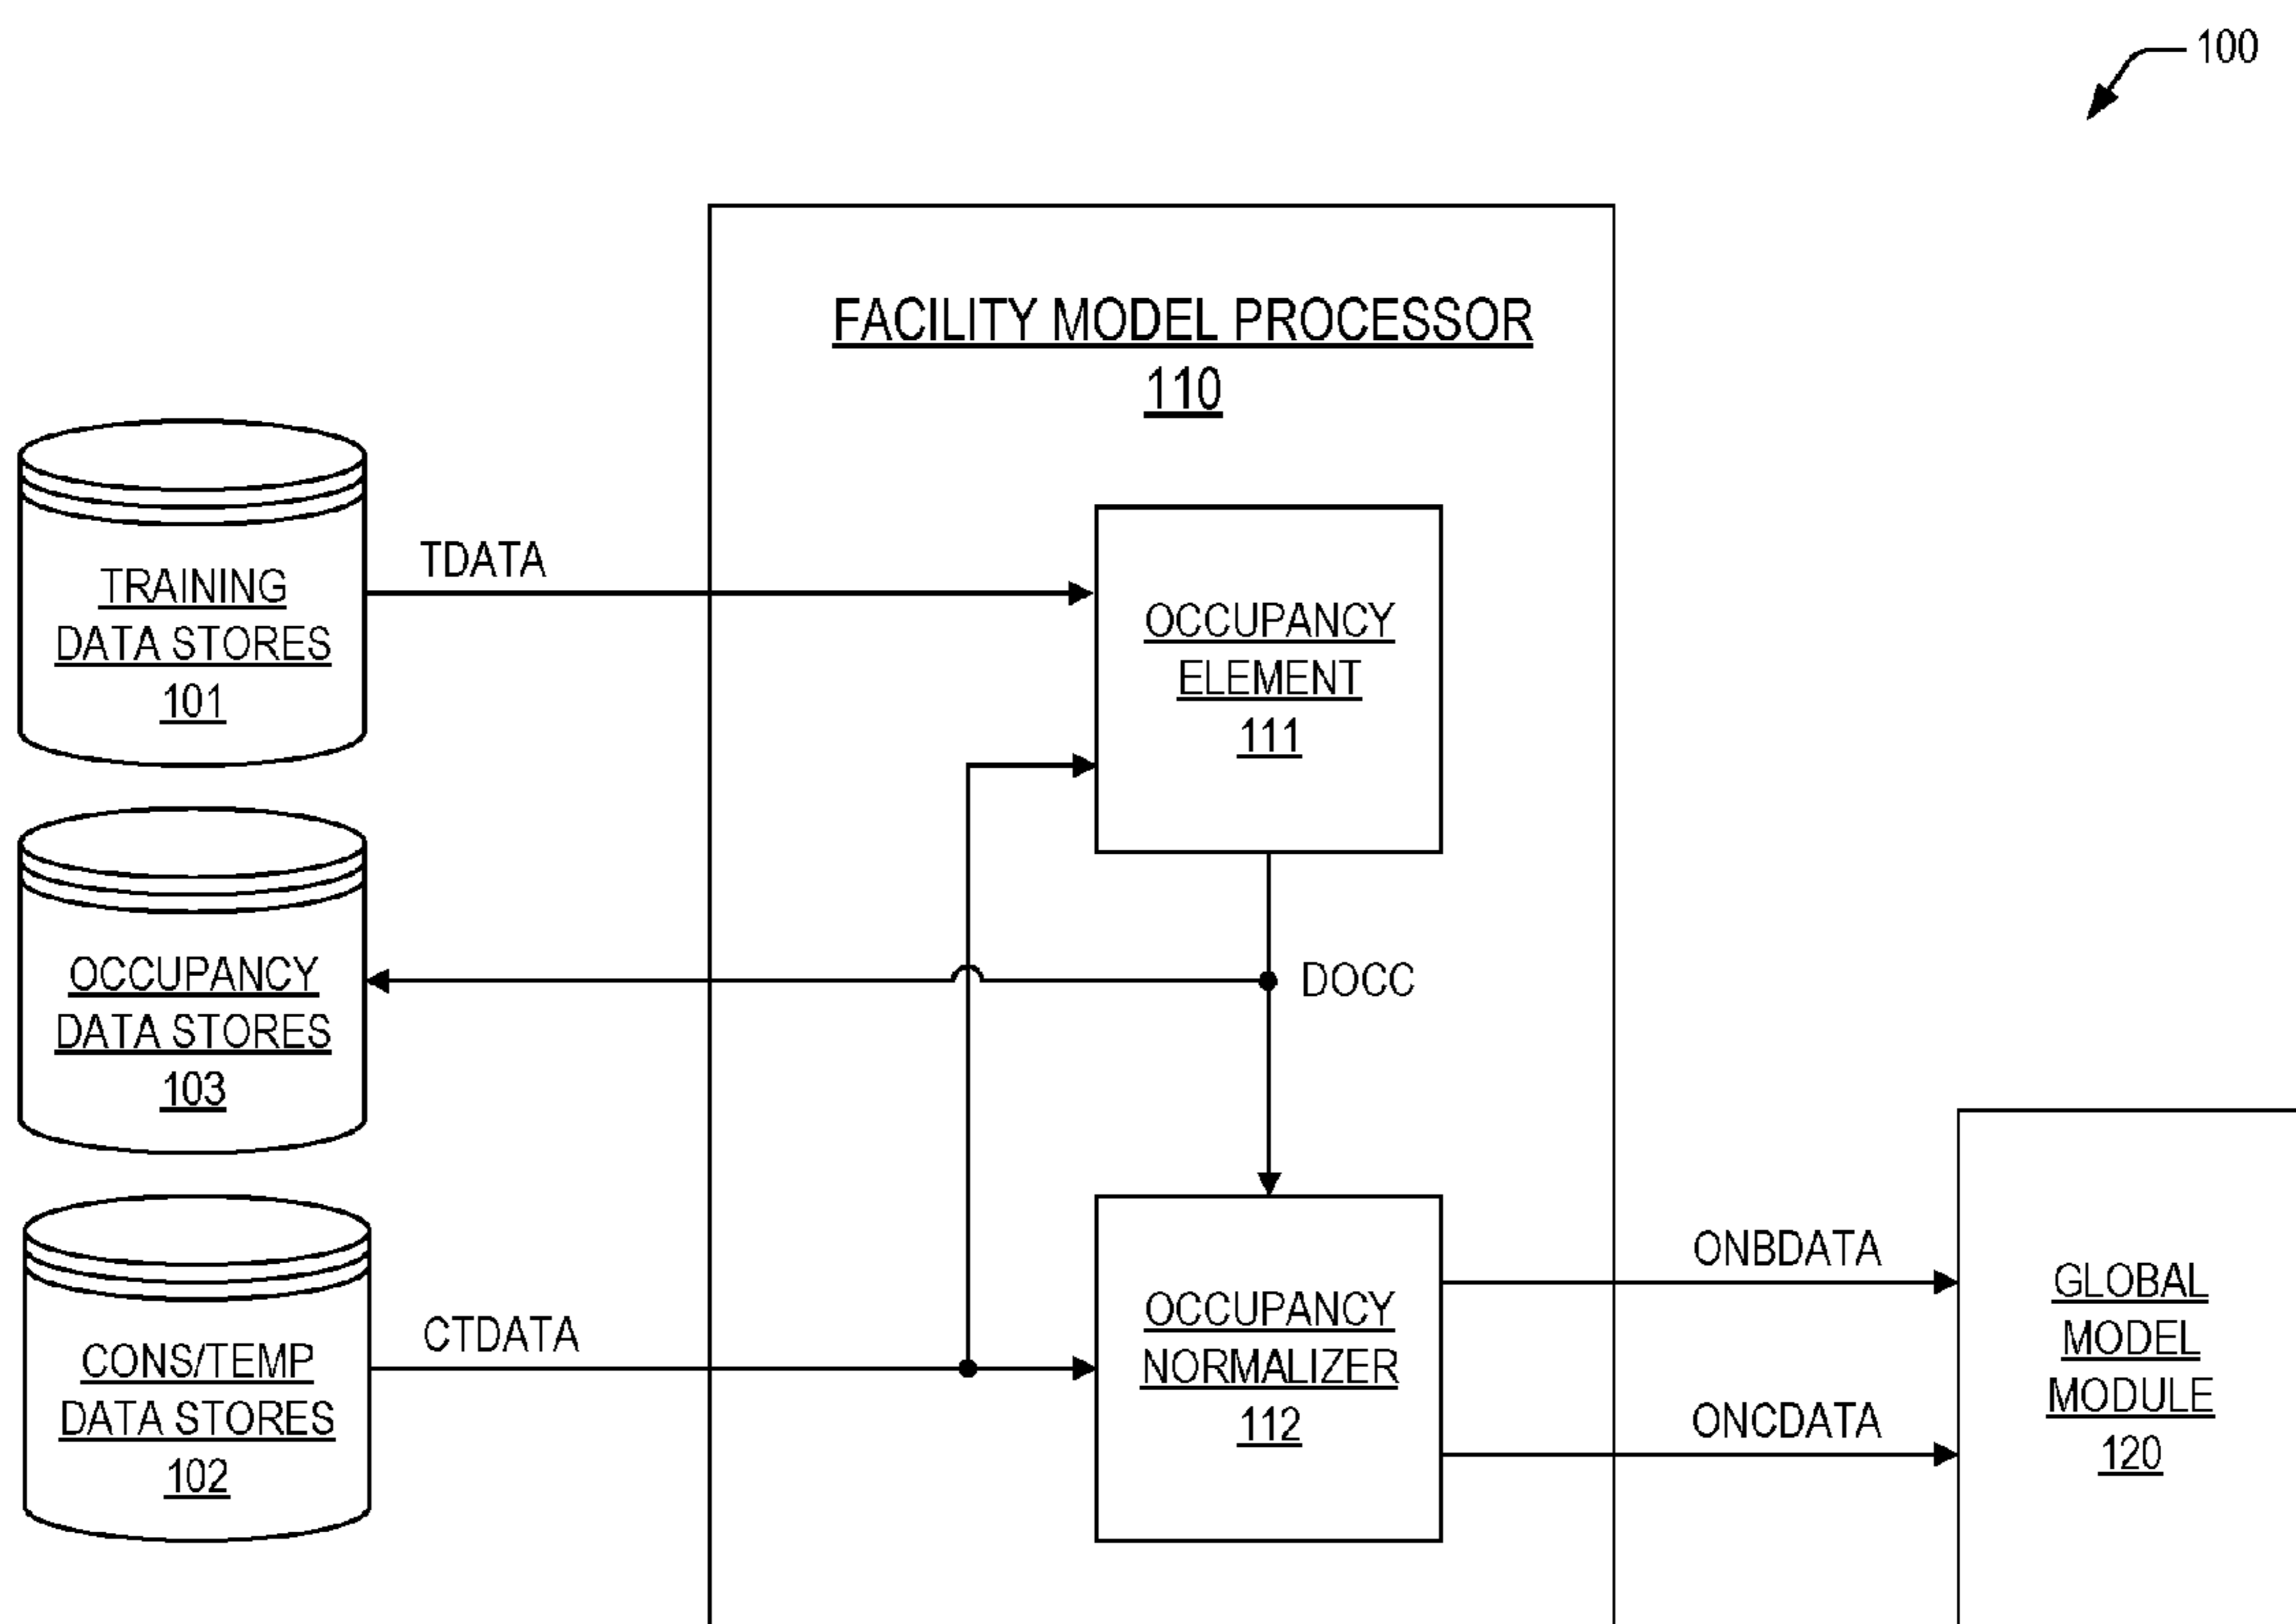 100
FACILITY MODEL PROCESSOR
110
TRAINING
DATA STORES
101
TDATA
OCCUPANCY
ELEMENT
111
OCCUPANCY
DATA STORES
103
DOCC
CONS/TEMP
DATA STORES
102
CTDATA
OCCUPANCY
NORMALIZER
112
ONBDATA
ONCDATA
GLOBAL
MODEL
MODULE
120